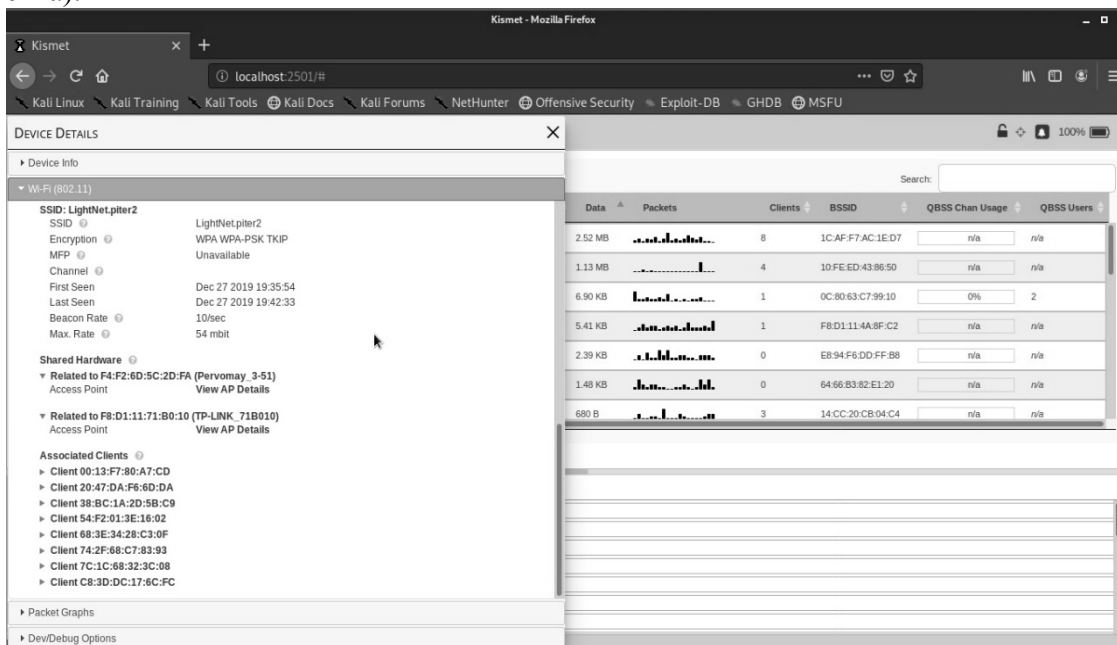 Kismet - Mozilla Firefox
Kismet
localhost:2501/#
Kali Linux Kali Training Kali Tools Kali Docs Kali Forums NetHunter Offensive Security Exploit-DB GHDB MSFU
DEVICE DETAILS
100%
Device Info
Search:
Wi-Fi (802.11)
SSID: LightNet.piter2
SSID LightNet.piter2
Encryption WPA WPA-PSK TKIP
MFP Unavailable
Channel
First Seen Dec 27 2019 19:35:54
Last Seen Dec 27 2019 19:42:33
Beacon Rate 10/sec
Max. Rate 54 mbit
Shared Hardware
Related to F4:F2:6D:5C:2D:FA (Pervomay_3-51)
Access Point View AP Details
Related to F8:D1:11:71:B0:10 (TP-LINK_71B010)
Access Point View AP Details
Associated Clients
Client 00:13:F7:80:A7:CD
Client 20:47:DA:F6:6D:DA
Client 38:BC:1A:2D:5B:C9
Client 54:F2:01:3E:16:02
Client 68:3E:34:28:C3:0F
Client 74:2F:68:C7:83:93
Client 7C:1C:68:32:3C:08
Client C8:3D:DC:17:6C:FC
Packet Graphs
Dev/Debug Options
Data Packets Clients BSSID QBSS Chan Usage QBSS Users
2.52 MB 8 1C:AF:F7:AC:1E:D7 n/a n/a
1.13 MB 4 10:FE:ED:43:86:50 n/a n/a
6.90 KB 1 0C:80:63:C7:99:10 0% 2
5.41 KB 1 F8:D1:11:4A:8F:C2 n/a n/a
2.39 KB 0 E8:94:F6:DD:FF:B8 n/a n/a
1.48 KB 0 64:66:B3:82:E1:20 n/a n/a
680 B 3 14:CC:20:CB:04:C4 n/a n/a